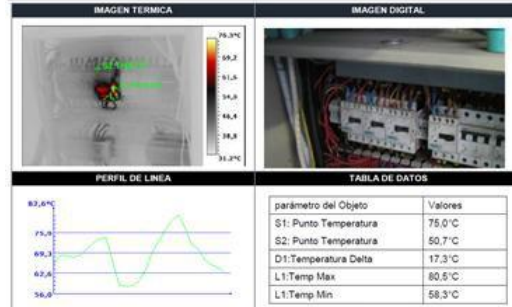 IMAGEN TERMICA
IMAGEN DIGITAL
76,3°C
69,2
61,6
54,0
46,4
38,8
31,2°C
PERFIL DE LINEA
TABLA DE DATOS
82,6°C
75,9
69,3
62,6
56,0
parámetro del Objeto Valores
S1: Punto Temperatura 75,0°C
S2: Punto Temperatura 50,7°C
D1:Temperatura Delta 17,3°C
L1:Temp Max 80,5°C
L1:Temp Min 58,3°C